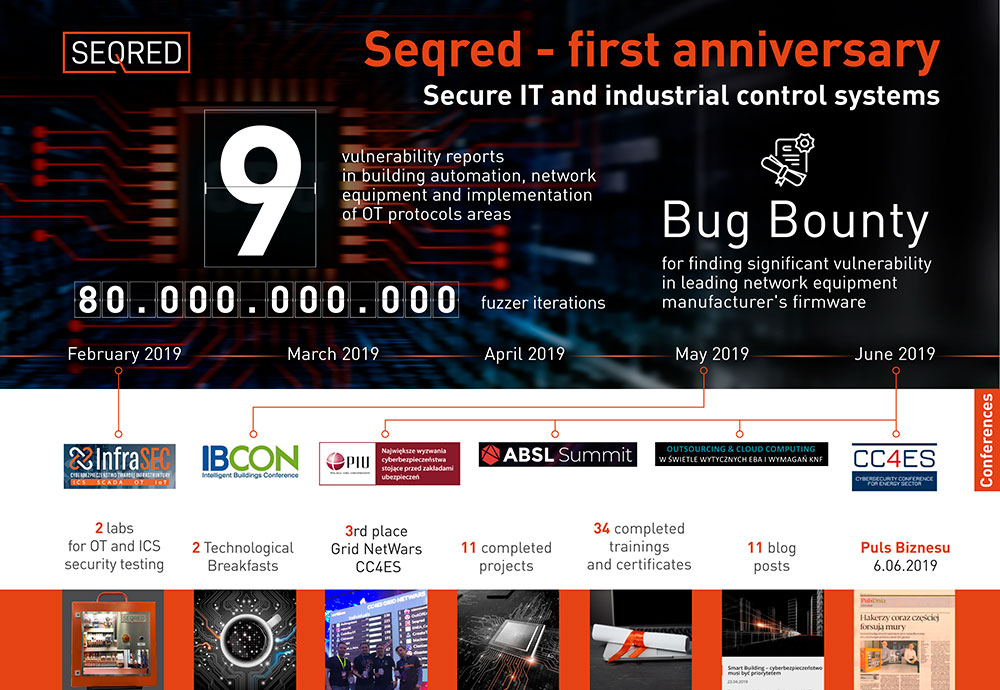 SEQRED
Seqred - first anniversary
Secure IT and industrial control systems
9
vulnerability reports
in building automation, network
equipment and implementation
of OT protocols areas
Bug Bounty
for finding significant vulnerability
in leading network equipment
manufacturer's firmware
80.000.000.000
fuzzer iterations
February 2019
March 2019
April 2019
May 2019
June 2019
Conferences
InfraSEC
CYBERBEZPIECZEŃSTWO TWARDEJ INFRASTRUKTURY
ICS SCADA OT IoT
IBCON
Intelligent Buildings Conference
PIU
Największe wyzwania
cyberbezpieczeństwa
stojące przed zakładami
ubezpieczeń
ABSL Summit
OUTSOURCING & CLOUD COMPUTING
W ŚWIETLE WYTYCZNYCH EBA I WYMAGAŃ KNF
CC4ES
CYBERSECURITY CONFERENCE
FOR ENERGY SECTOR
2 labs
for OT and ICS
security testing
2 Technological
Breakfasts
3rd place
Grid NetWars
CC4ES
11 completed
projects
34 completed
trainings
and certificates
11 blog
posts
Puls Biznesu
6.06.2019
GRID NETWARS
Smart Building – cyberbezpieczeństwo
musi być priorytetem
23.04.2019
Hakerzy coraz częściej
forsują mury